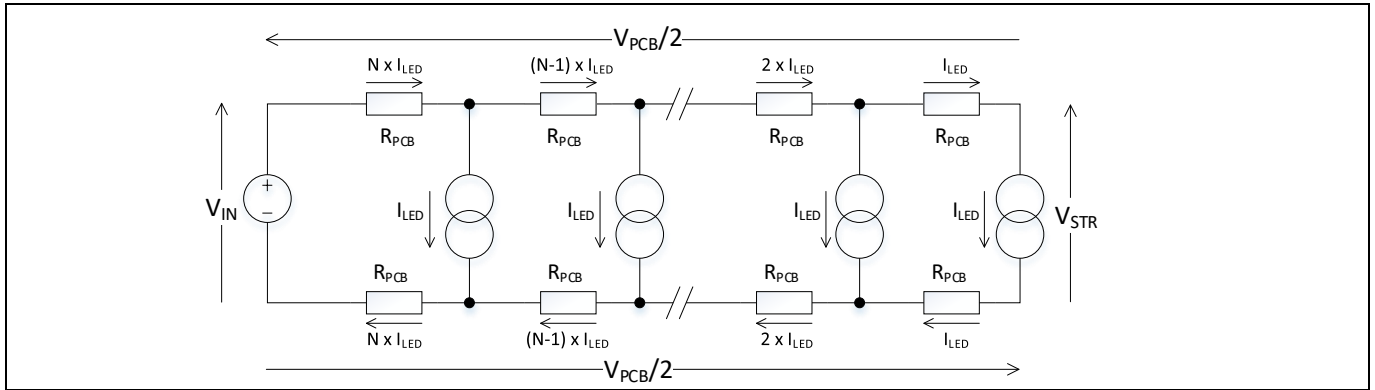 V_PCB/2
N x I_LED
(N-1) x I_LED
2 x I_LED
I_LED
R_PCB
R_PCB
R_PCB
R_PCB
V_IN
+
−
I_LED
I_LED
I_LED
I_LED
V_STR
R_PCB
R_PCB
R_PCB
R_PCB
N x I_LED
(N-1) x I_LED
2 x I_LED
I_LED
V_PCB/2